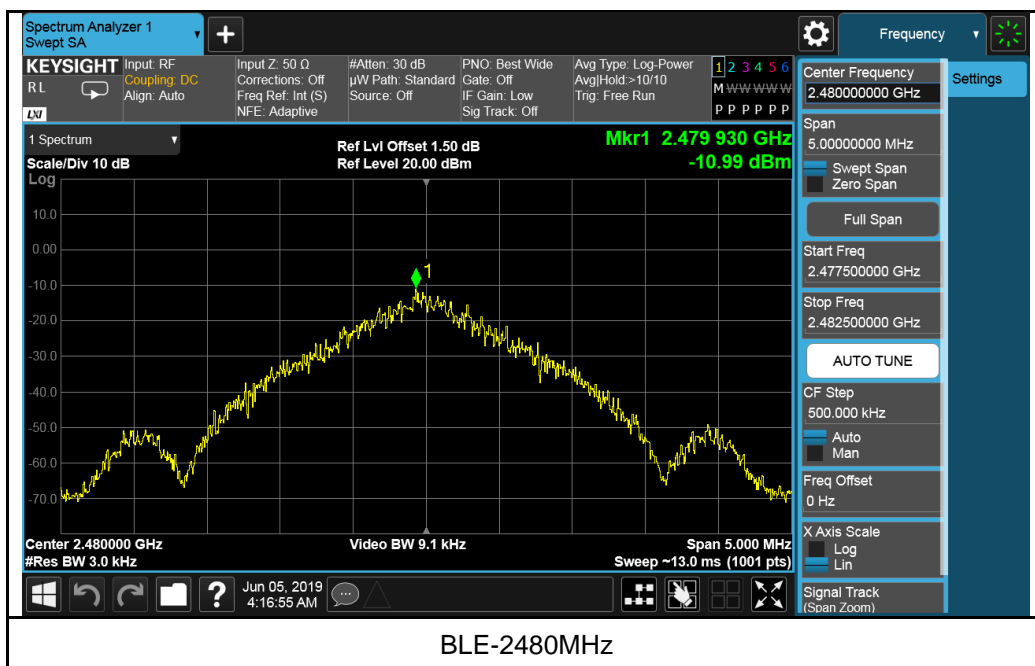 Spectrum Analyzer 1
Swept SA
+
Frequency
KEYSIGHT
RL
LXI
Input: RF
Coupling: DC
Align: Auto
Input Z: 50 Ω
Corrections: Off
Freq Ref: Int (S)
NFE: Adaptive
#Atten: 30 dB
µW Path: Standard
Source: Off
PNO: Best Wide
Gate: Off
IF Gain: Low
Sig Track: Off
Avg Type: Log-Power
Avg|Hold:>10/10
Trig: Free Run
1 2 3 4 5 6
M W W W W W
P P P P P P
1 Spectrum
Scale/Div 10 dB
Ref Lvl Offset 1.50 dB
Ref Level 20.00 dBm
Mkr1 2.479 930 GHz
-10.99 dBm
Log
10.0
0.00
-10.0
-20.0
-30.0
-40.0
-50.0
-60.0
-70.0
1
Center 2.480000 GHz
#Res BW 3.0 kHz
Video BW 9.1 kHz
Span 5.000 MHz
Sweep ~13.0 ms (1001 pts)
Center Frequency
2.480000000 GHz
Settings
Span
5.00000000 MHz
Swept Span
Zero Span
Full Span
Start Freq
2.477500000 GHz
Stop Freq
2.482500000 GHz
AUTO TUNE
CF Step
500.000 kHz
Auto
Man
Freq Offset
0 Hz
X Axis Scale
Log
Lin
Signal Track
(Span Zoom)
?
Jun 05, 2019
4:16:55 AM
BLE-2480MHz